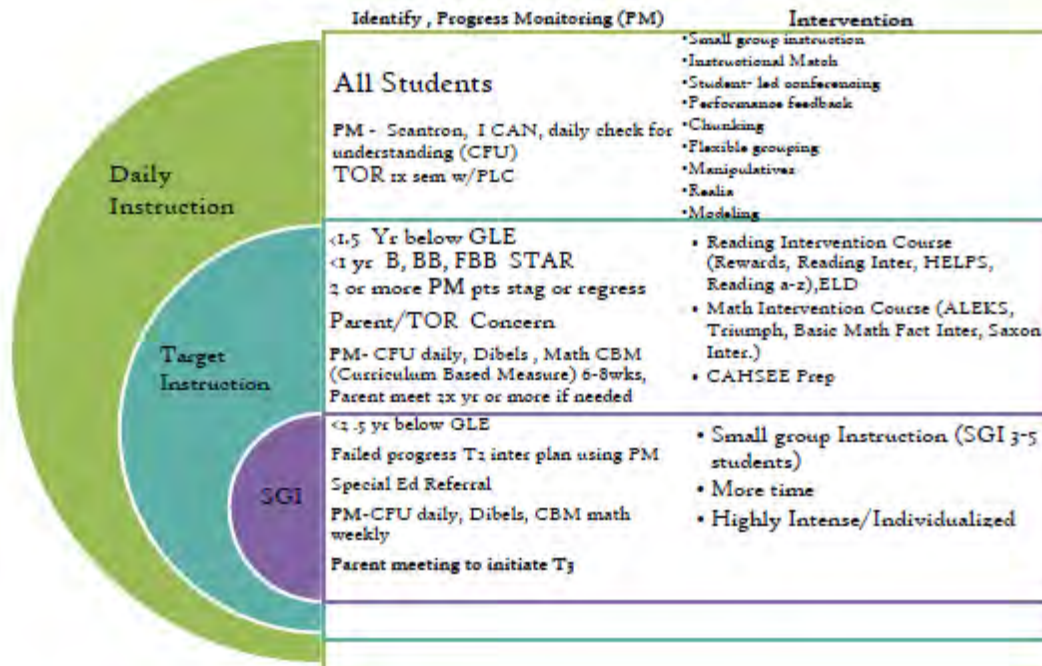 Identify , Progress Monitoring (PM)
Intervention
Daily
Instruction
All Students
PM - Scantron, I CAN, daily check for
understanding (CFU)
TOR 1x sem w/PLC
•Small group instruction
•Instructional Match
•Student- led conferencing
•Performance feedback
•Chunking
•Flexible grouping
•Manipulatives
•Realia
•Modeling
Target
Instruction
<1.5 Yr below GLE
<1 yr B, BB, FBB STAR
2 or more PM pts stag or regress
Parent/TOR Concern
PM- CFU daily, Dibels , Math CBM
(Curriculum Based Measure) 6-8wks,
Parent meet 2x yr or more if needed
• Reading Intervention Course
(Rewards, Reading Inter, HELPS,
Reading a-z),ELD
• Math Intervention Course (ALEKS,
Triumph, Basic Math Fact Inter, Saxon
Inter.)
• CAHSEE Prep
SGI
<2 .5 yr below GLE
Failed progress T2 inter plan using PM
Special Ed Referral
PM-CFU daily, Dibels, CBM math
weekly
Parent meeting to initiate T3
• Small group Instruction (SGI 3-5
students)
• More time
• Highly Intense/Individualized